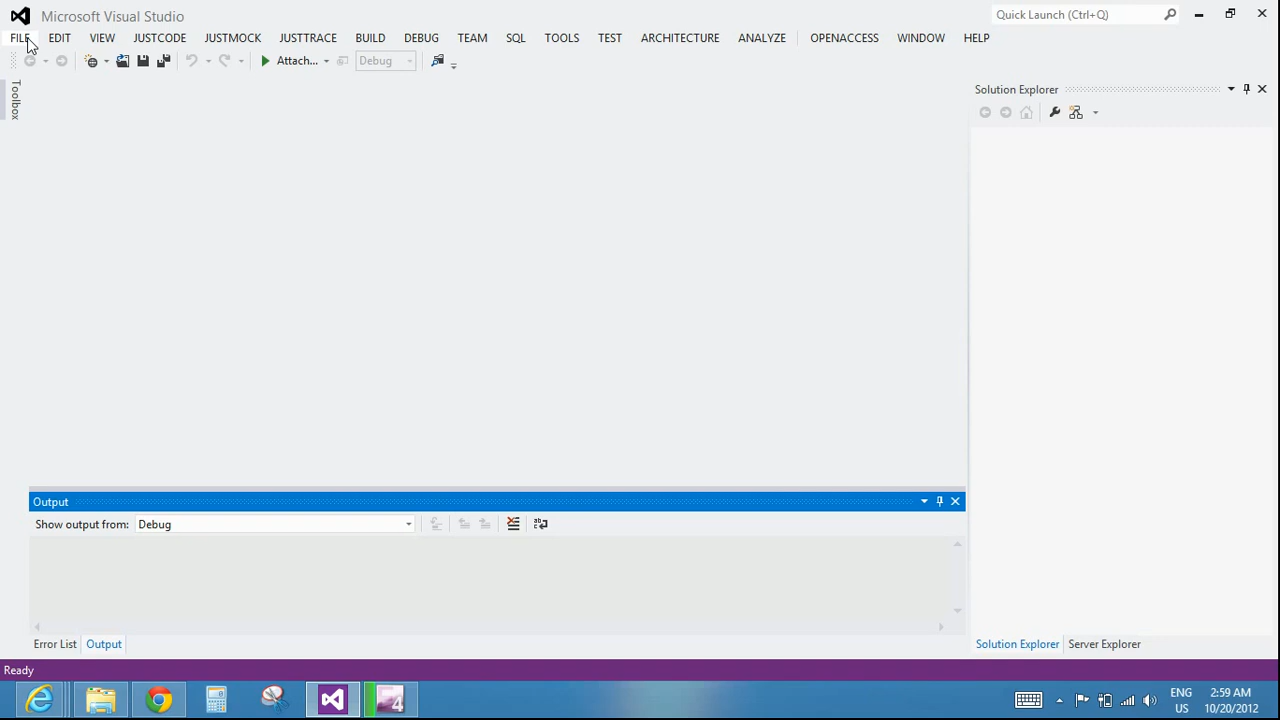 Microsoft Visual Studio
Quick Launch (Ctrl+Q)
FILE EDIT VIEW JUSTCODE JUSTMOCK JUSTTRACE BUILD DEBUG TEAM SQL TOOLS TEST ARCHITECTURE ANALYZE OPENACCESS WINDOW HELP
Attach... Debug
Toolbox
Solution Explorer
Output
Show output from: Debug
Error List Output
Solution Explorer Server Explorer
Ready
4
ENG 2:59 AM
US 10/20/2012